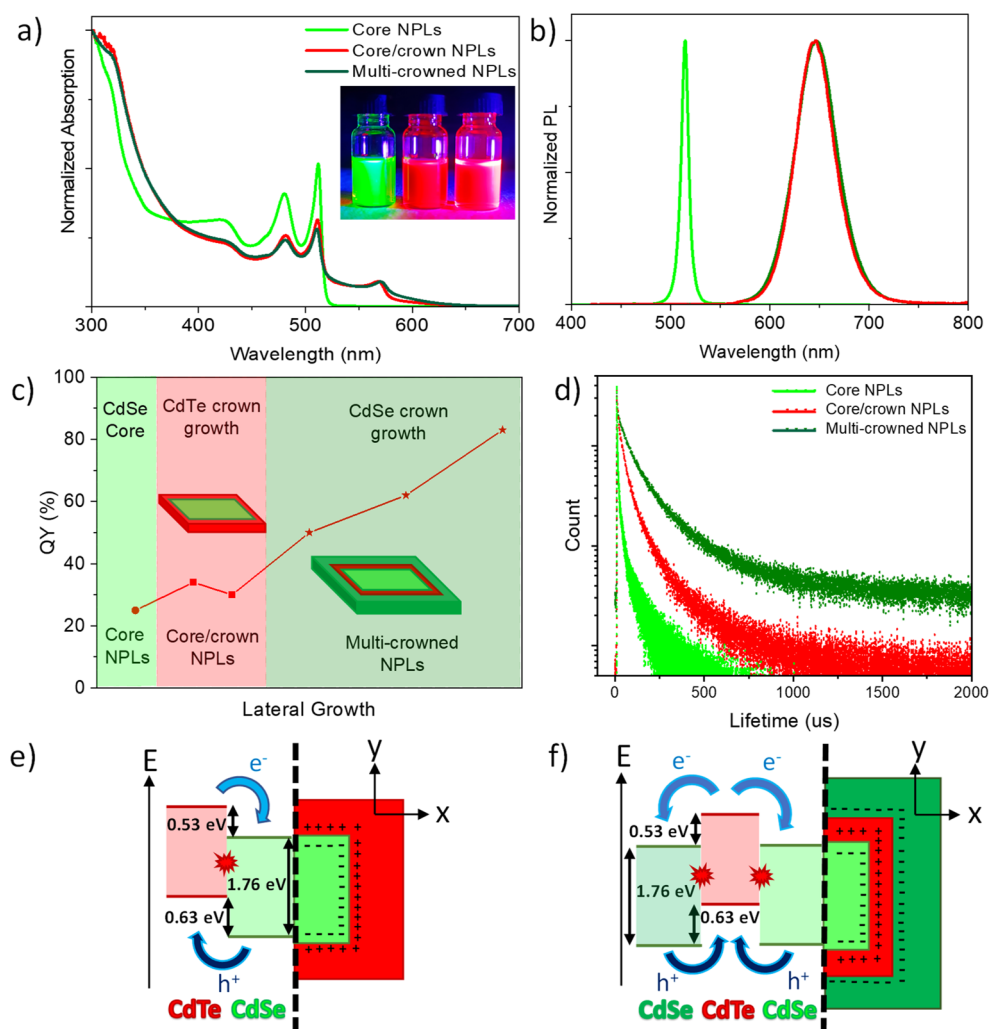 a)
Core NPLs
Core/crown NPLs
Multi-crowned NPLs
Normalized Absorption
300 400 500 600 700
Wavelength (nm)
b)
Normalized PL
400 500 600 700 800
Wavelength (nm)
c)
100
80
60
40
20
0
QY (%)
CdSe
Core
CdTe crown
growth
CdSe crown
growth
Core
NPLs
Core/crown
NPLs
Multi-crowned
NPLs
Lateral Growth
d)
Core NPLs
Core/crown NPLs
Multi-crowned NPLs
Count
0 500 1000 1500 2000
Lifetime (us)
e)
E
e-
y
x
0.53 eV
1.76 eV
0.63 eV
+ + + +
- - - -
+ + + +
h+
CdTe CdSe
f)
E
e-
e-
y
x
0.53 eV
1.76 eV
0.63 eV
+ + + +
- - - -
+ + + +
h+
h+
CdSe CdTe CdSe